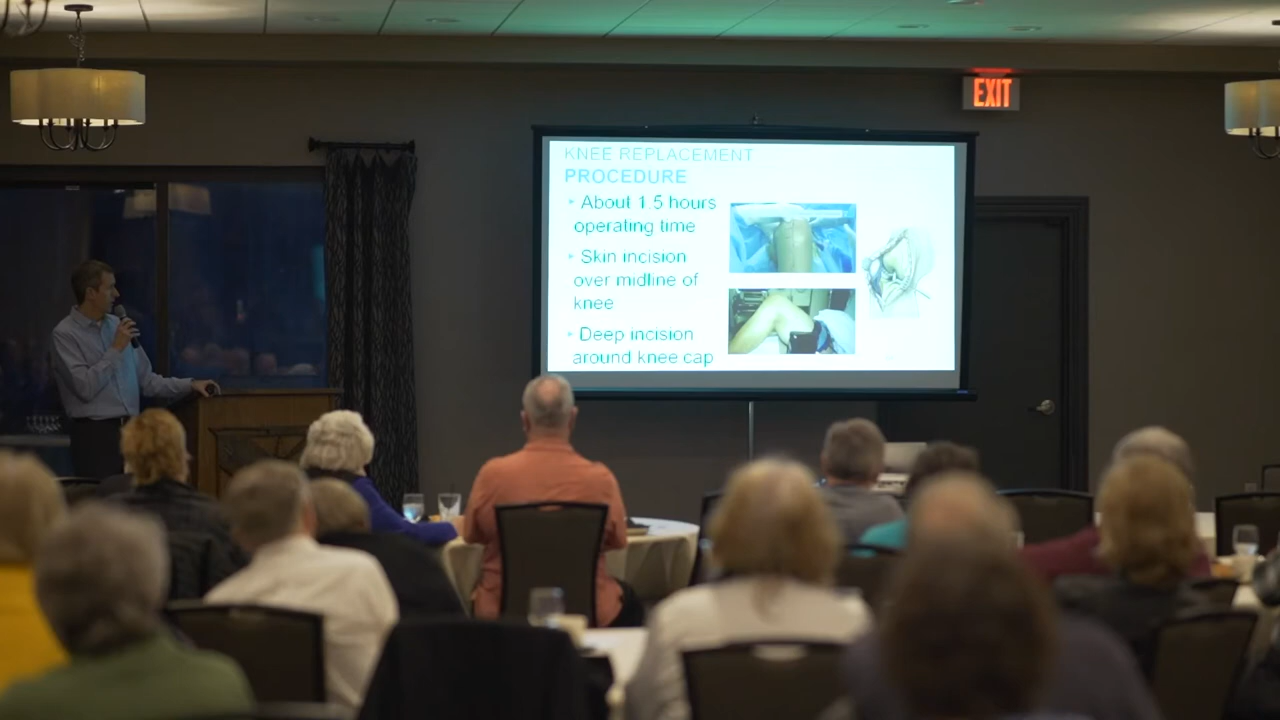 EXIT
KNEE REPLACEMENT
PROCEDURE
• About 1.5 hours
operating time
• Skin incision
over midline of
knee
• Deep incision
around knee cap